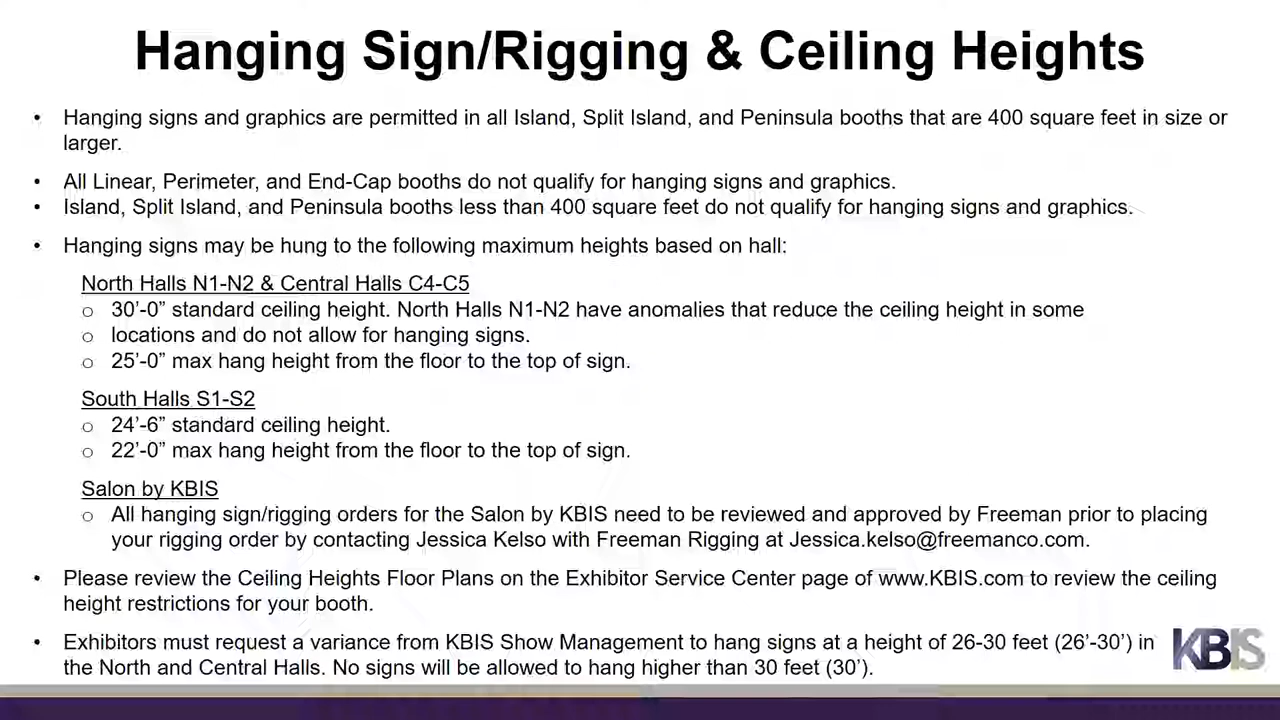 Hanging Sign/Rigging & Ceiling Heights
• Hanging signs and graphics are permitted in all Island, Split Island, and Peninsula booths that are 400 square feet in size or
larger.
• All Linear, Perimeter, and End-Cap booths do not qualify for hanging signs and graphics.
• Island, Split Island, and Peninsula booths less than 400 square feet do not qualify for hanging signs and graphics.
• Hanging signs may be hung to the following maximum heights based on hall:
North Halls N1-N2 & Central Halls C4-C5
o 30’-0” standard ceiling height. North Halls N1-N2 have anomalies that reduce the ceiling height in some
o locations and do not allow for hanging signs.
o 25’-0” max hang height from the floor to the top of sign.
South Halls S1-S2
o 24’-6” standard ceiling height.
o 22’-0” max hang height from the floor to the top of sign.
Salon by KBIS
o All hanging sign/rigging orders for the Salon by KBIS need to be reviewed and approved by Freeman prior to placing
your rigging order by contacting Jessica Kelso with Freeman Rigging at Jessica.kelso@freemanco.com.
• Please review the Ceiling Heights Floor Plans on the Exhibitor Service Center page of www.KBIS.com to review the ceiling
height restrictions for your booth.
• Exhibitors must request a variance from KBIS Show Management to hang signs at a height of 26-30 feet (26’-30’) in
the North and Central Halls. No signs will be allowed to hang higher than 30 feet (30’).
KBIS